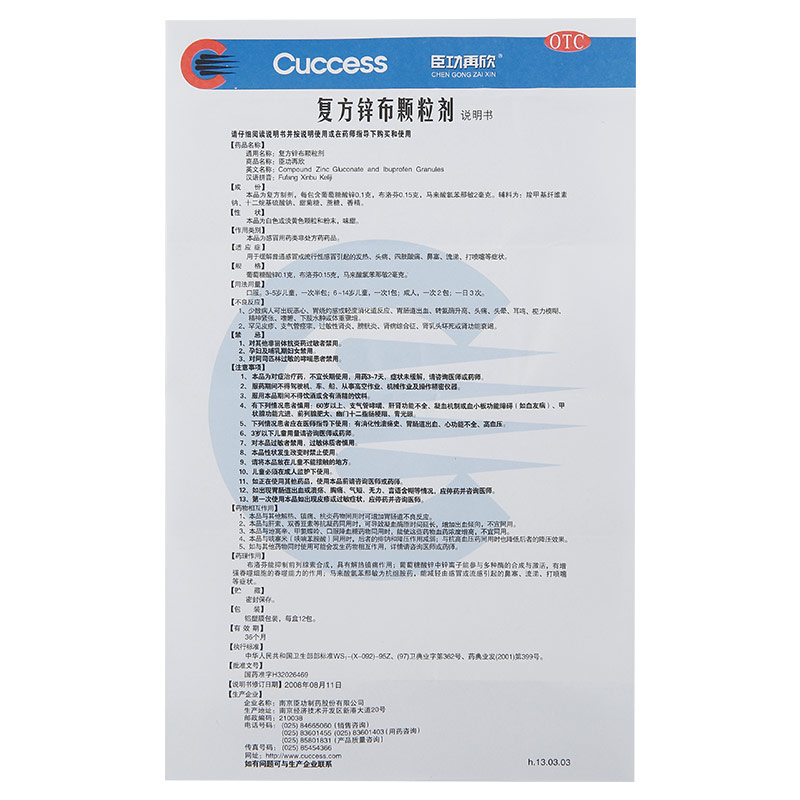 OTC
Cuccess
臣功再欣®
CHEN GONG ZAI XIN
复方锌布颗粒剂 说明书
请仔细阅读说明书并按说明使用或在药师指导下购买和使用
【药品名称】
通用名称：复方锌布颗粒剂
商品名称：臣功再欣
英文名称：Compound Zinc Gluconate and Ibuprofen Granules
汉语拼音：Fufang Xinbu Keliji
【成 份】
本品为复方制剂，每包含葡萄糖酸锌0.1克，布洛芬0.15克，马来酸氯苯那敏2毫克。辅料为：羧甲基纤维素
钠、十二烷基硫酸钠、甜菊糖、蔗糖、香精。
【性 状】
本品为白色或淡黄色颗粒和粉末，味甜。
【作用类别】
本品为感冒用药类非处方药药品。
【适 应 症】
用于缓解普通感冒或流行性感冒引起的发热、头痛、四肢酸痛、鼻塞、流涕、打喷嚏等症状。
【规 格】
葡萄糖酸锌0.1克，布洛芬0.15克，马来酸氯苯那敏2毫克。
【用法用量】
口服。3-5岁儿童，一次半包；6-14岁儿童，一次1包；成人，一次2包；一日3次。
【不良反应】
1、少数病人可出现恶心、胃烧灼感或轻度消化道反应、胃肠道出血、转氨酶升高、头痛、头晕、耳鸣、视力模糊、
精神紧张、嗜睡、下肢水肿或体重骤增。
2、罕见皮疹、支气管痉挛、过敏性肾炎、膀胱炎、肾病综合征、肾乳头坏死或肾功能衰竭。
【禁 忌】
1、对其他非甾体抗炎药过敏者禁用。
2、孕妇及哺乳期妇女禁用。
3、对阿司匹林过敏的哮喘患者禁用。
【注意事项】
1、本品为对症治疗药，不宜长期使用，用药3~7天，症状未缓解，请咨询医师或药师。
2、服药期间不得驾驶机、车、船、从事高空作业、机械作业及操作精密仪器。
3、服用本品期间不得饮酒或含有酒精的饮料。
4、有下列情况患者慎用：60岁以上、支气管哮喘、肝肾功能不全、凝血机制或血小板功能障碍（如血友病）、甲
状腺功能亢进、前列腺肥大、幽门十二指肠梗阻、青光眼。
5、下列情况患者应在医师指导下使用：有消化性溃疡史、胃肠道出血、心功能不全、高血压。
6、3岁以下儿童用量请咨询医师或药师。
7、对本品过敏者禁用，过敏体质者慎用。
8、本品性状发生改变时禁止使用。
9、请将本品放在儿童不能接触的地方。
10、儿童必须在成人监护下使用。
11、如正在使用其他药品，使用本品前请咨询医师或药师。
12、如出现胃肠道出血或溃疡、胸痛、气短、无力、言语含糊等情况，应停药并咨询医师。
13、第一次使用本品如出现皮疹或过敏症状，应停药并咨询医师。
【药物相互作用】
1、本品与其他解热、镇痛、抗炎药物同用时可增加胃肠道不良反应。
2、本品与肝素、双香豆素等抗凝药同用时，可导致凝血酶原时间延长，增加出血倾向，不宜同用。
3、本品与地高辛、甲氨蝶呤、口服降血糖药物同用时，能使这些药物血药浓度增高，不宜同用。
4、本品与呋塞米（呋喃苯胺酸）同用时，后者的排钠和降压作用减弱；与抗高血压药同用时也降低后者的降压效果。
5、如与其他药物同时使用可能会发生药物相互作用，详情请咨询医师或药师。
【药理作用】
布洛芬能抑制前列腺素合成，具有解热镇痛作用；葡萄糖酸锌中锌离子能参与多种酶的合成与激活，有增
强吞噬细胞的吞噬能力的作用；马来酸氯苯那敏为抗组胺药，能减轻由感冒或流感引起的鼻塞、流涕、打喷嚏
等症状。
【贮 藏】
密封保存。
【包 装】
铝塑膜包装，每盒12包。
【有 效 期】
36个月
【执行标准】
中华人民共和国卫生部部标准WS₁-(X-092)-95Z、(97)卫典业字第362号、药典业发(2001)第399号。
【批准文号】
国药准字H32026469
【说明书修订日期】2008年08月11日
【生产企业】
企业名称：南京臣功制药股份有限公司
生产地址：南京经济技术开发区新港大道20号
邮政编码：210038
电话号码：(025) 84665060 (销售咨询)
(025) 83601455 (025) 83601403 (用药咨询)
(025) 85801831 (产品质量咨询)
传真号码：(025) 85454366
网址：http://www.cuccess.com
如有问题可与生产企业联系
h.13.03.03